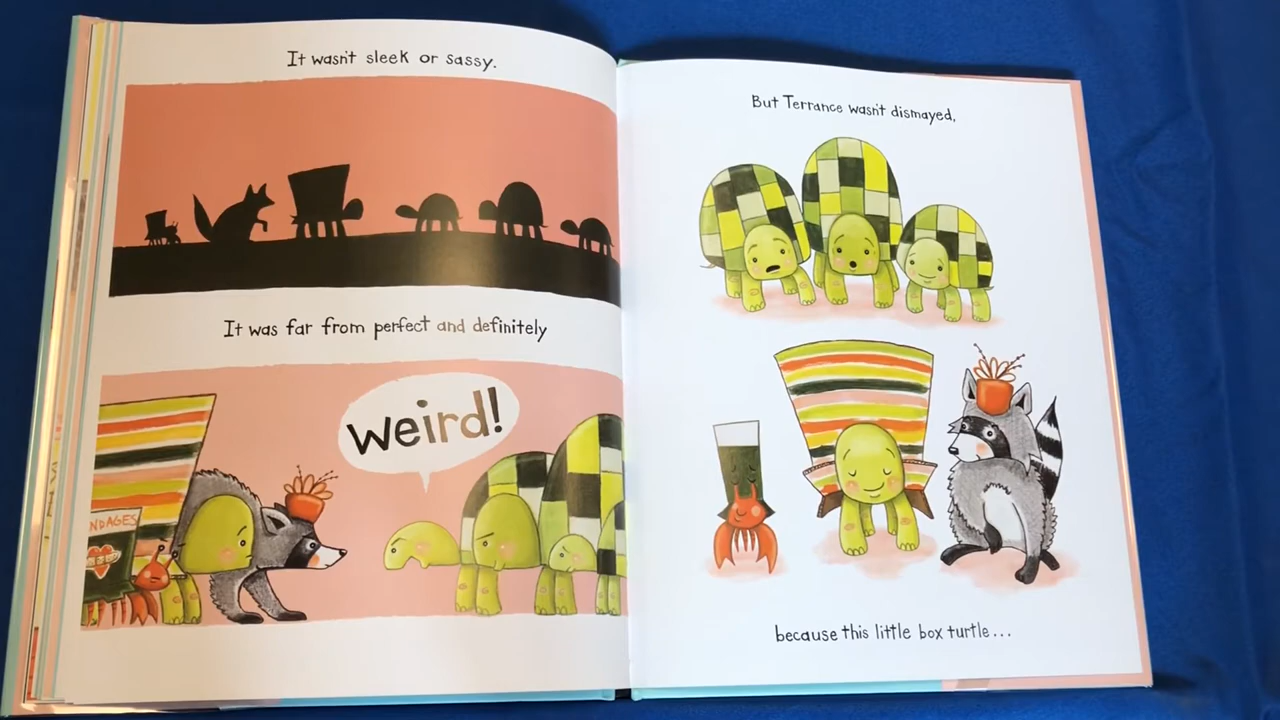 It wasn't sleek or sassy.
It was far from perfect and definitely
weird!
NDAGES
But Terrance wasn't dismayed,
because this little box turtle...